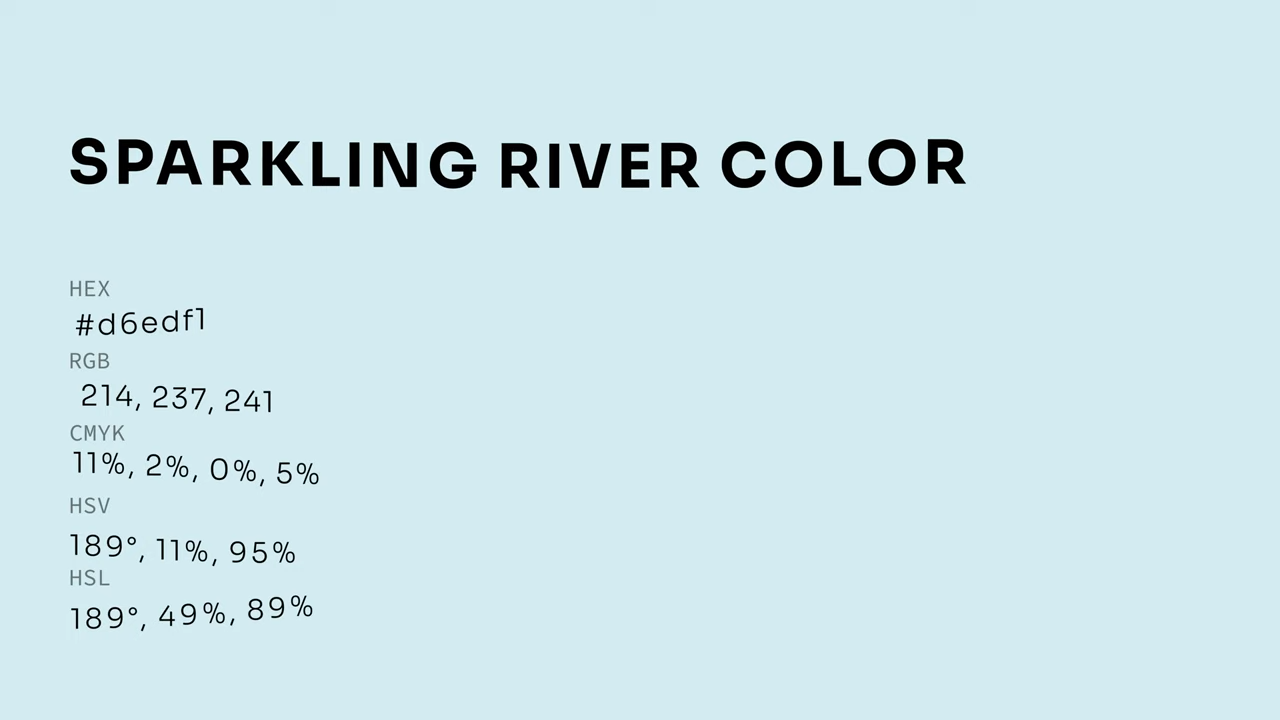 SPARKLING RIVER COLOR
HEX
#d6edf1
RGB
214, 237, 241
CMYK
11%, 2%, 0%, 5%
HSV
189°, 11%, 95%
HSL
189°, 49%, 89%